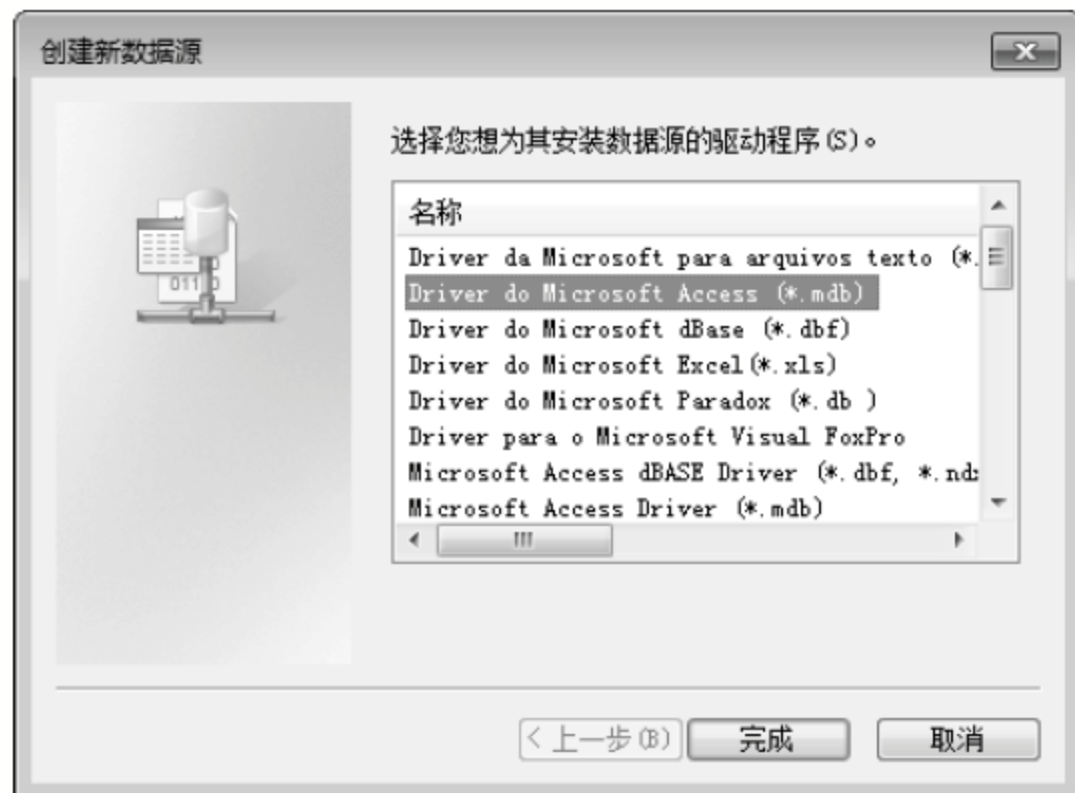 创建新数据源
选择您想为其安装数据源的驱动程序(S)。
名称
Driver da Microsoft para arquivos texto (*.
Driver do Microsoft Access (*.mdb)
Driver do Microsoft dBase (*.dbf)
Driver do Microsoft Excel(*.xls)
Driver do Microsoft Paradox (*.db )
Driver para o Microsoft Visual FoxPro
Microsoft Access dBASE Driver (*.dbf, *.ndx
Microsoft Access Driver (*.mdb)
< 上一步(B) 完成 取消